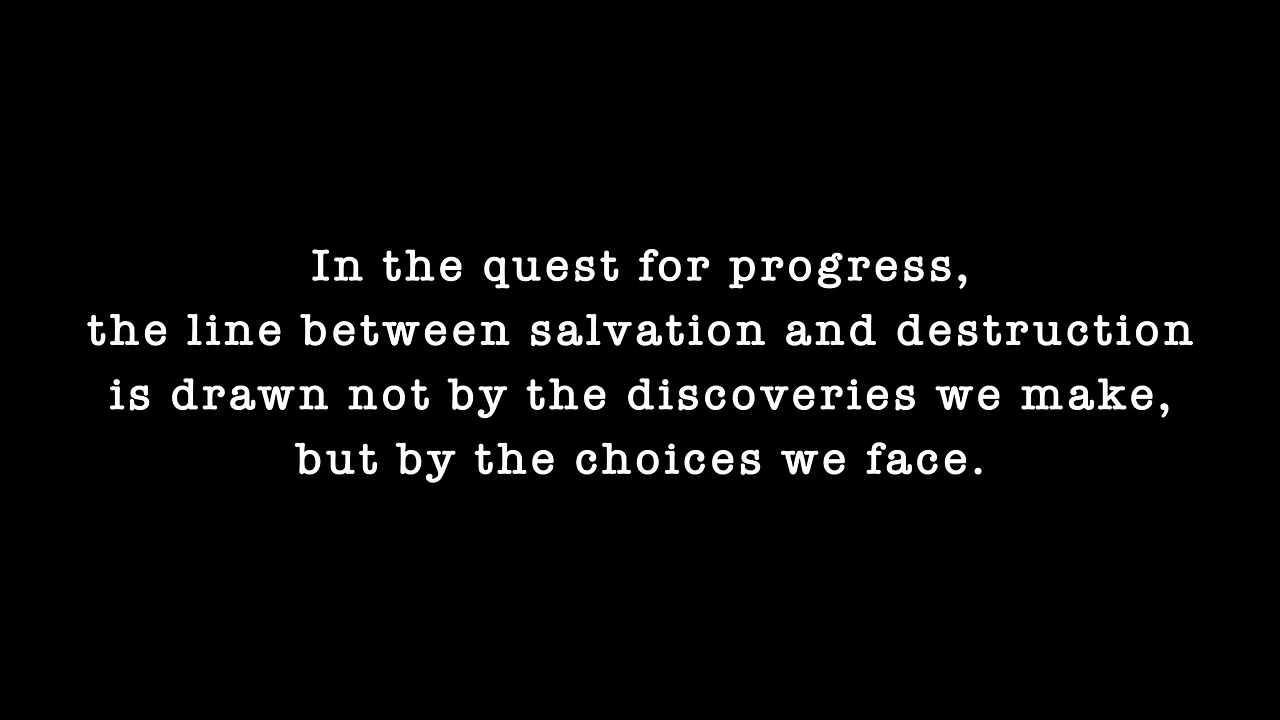 In the quest for progress,
the line between salvation and destruction
is drawn not by the discoveries we make,
but by the choices we face.